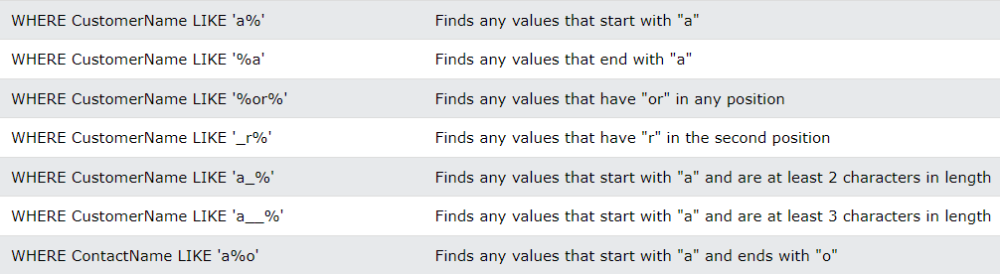 WHERE CustomerName LIKE 'a%' Finds any values that start with "a"
WHERE CustomerName LIKE '%a' Finds any values that end with "a"
WHERE CustomerName LIKE '%or%' Finds any values that have "or" in any position
WHERE CustomerName LIKE '_r%' Finds any values that have "r" in the second position
WHERE CustomerName LIKE 'a_%' Finds any values that start with "a" and are at least 2 characters in length
WHERE CustomerName LIKE 'a__%' Finds any values that start with "a" and are at least 3 characters in length
WHERE ContactName LIKE 'a%o' Finds any values that start with "a" and ends with "o"